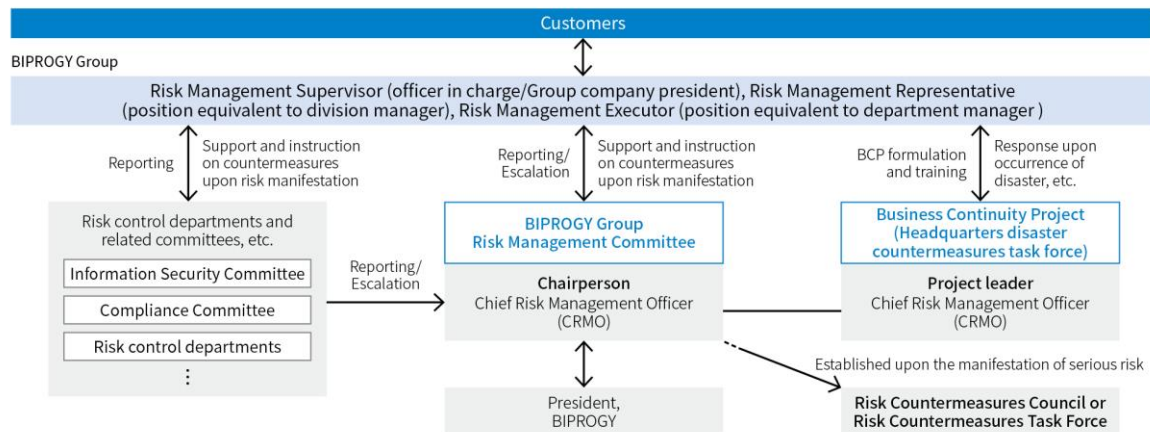 Customers
BIPROGY Group
Risk Management Supervisor (officer in charge/Group company president), Risk Management Representative
(position equivalent to division manager), Risk Management Executor (position equivalent to department manager )
Reporting
Support and instruction
on countermeasures
upon risk manifestation
Reporting/
Escalation
Support and instruction
on countermeasures
upon risk manifestation
BCP formulation
and training
Response upon
occurrence of
disaster, etc.
Risk control departments and
related committees, etc.
Information Security Committee
Compliance Committee
Risk control departments
⋮
Reporting/
Escalation
BIPROGY Group
Risk Management Committee
Chairperson
Chief Risk Management Officer
(CRMO)
Business Continuity Project
(Headquarters disaster
countermeasures task force)
Project leader
Chief Risk Management Officer
(CRMO)
Established upon the manifestation of serious risk
President,
BIPROGY
Risk Countermeasures Council or
Risk Countermeasures Task Force